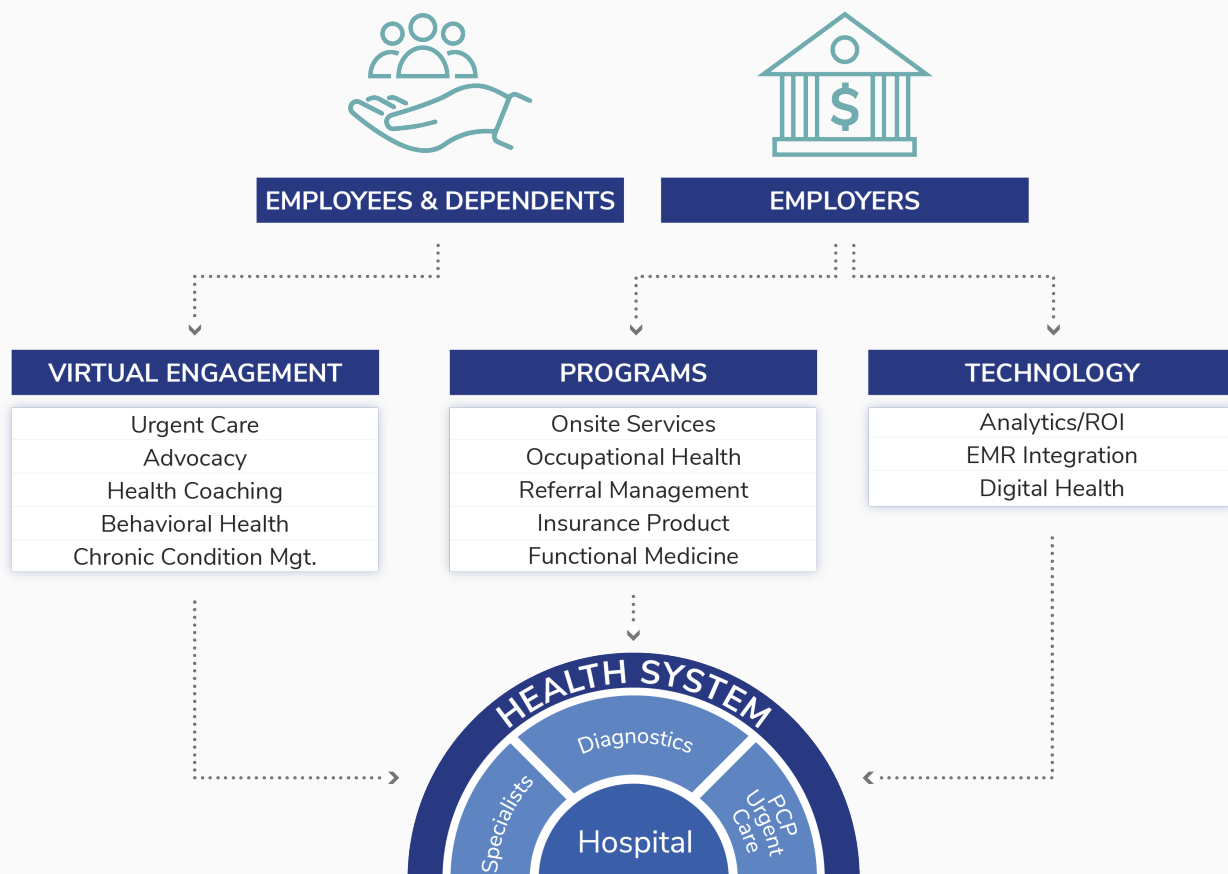 $
EMPLOYEES & DEPENDENTS
EMPLOYERS
VIRTUAL ENGAGEMENT
Urgent Care
Advocacy
Health Coaching
Behavioral Health
Chronic Condition Mgt.
PROGRAMS
Onsite Services
Occupational Health
Referral Management
Insurance Product
Functional Medicine
TECHNOLOGY
Analytics/ROI
EMR Integration
Digital Health
HEALTH SYSTEM
Diagnostics
Specialists
PCP
Urgent
Care
Hospital